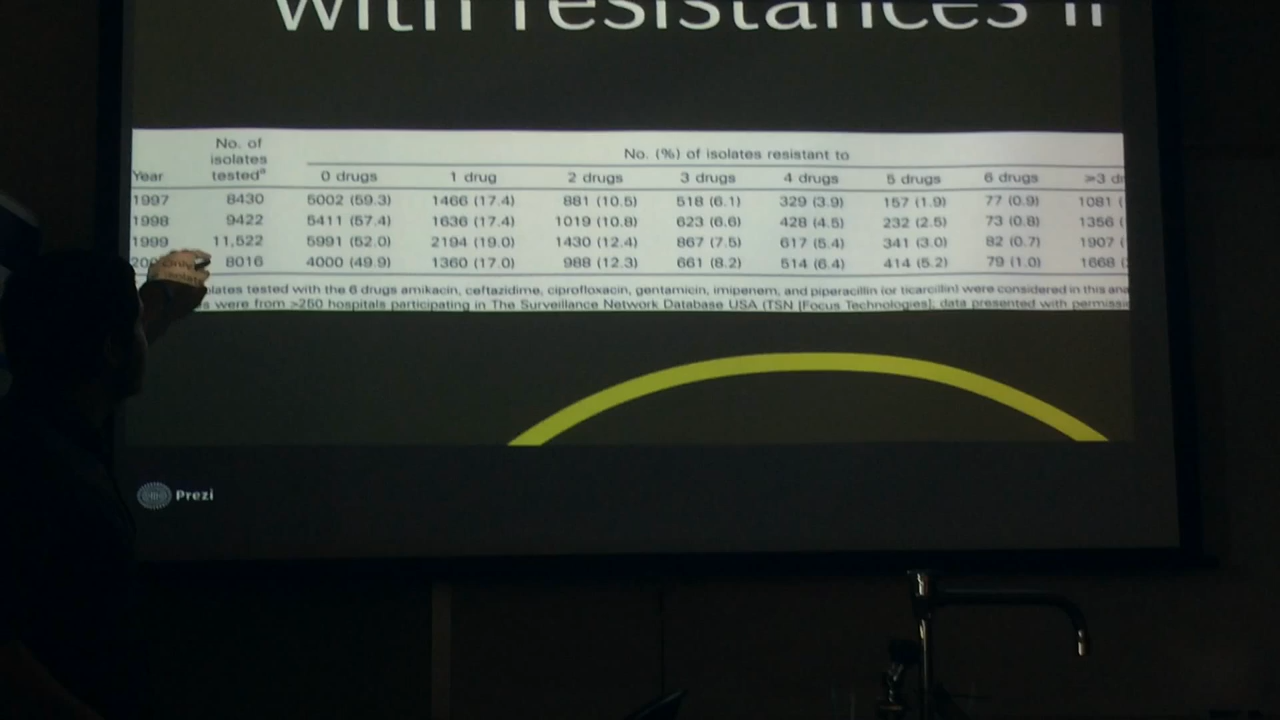 with resistances i
No. (%) of isolates resistant to
Year No. of isolates testedᵃ 0 drugs 1 drug 2 drugs 3 drugs 4 drugs 5 drugs 6 drugs ≥3 dr
1997 8430 5002 (59.3) 1466 (17.4) 881 (10.5) 518 (6.1) 329 (3.9) 157 (1.9) 77 (0.9) 1081 (
1998 9422 5411 (57.4) 1636 (17.4) 1019 (10.8) 623 (6.6) 428 (4.5) 232 (2.5) 73 (0.8) 1356 (
1999 11,522 5991 (52.0) 2194 (19.0) 1430 (12.4) 867 (7.5) 617 (5.4) 341 (3.0) 82 (0.7) 1907 (
200 8016 4000 (49.9) 1360 (17.0) 988 (12.3) 661 (8.2) 514 (6.4) 414 (5.2) 79 (1.0) 1668 (
Only isolates tested with the 6 drugs amikacin, ceftazidime, ciprofloxacin, gentamicin, imipenem, and piperacillin (or ticarcillin) were considered in this ana
s were from >250 hospitals participating in The Surveillance Network Database USA (TSN [Focus Technologies]; data presented with permissi
Prezi